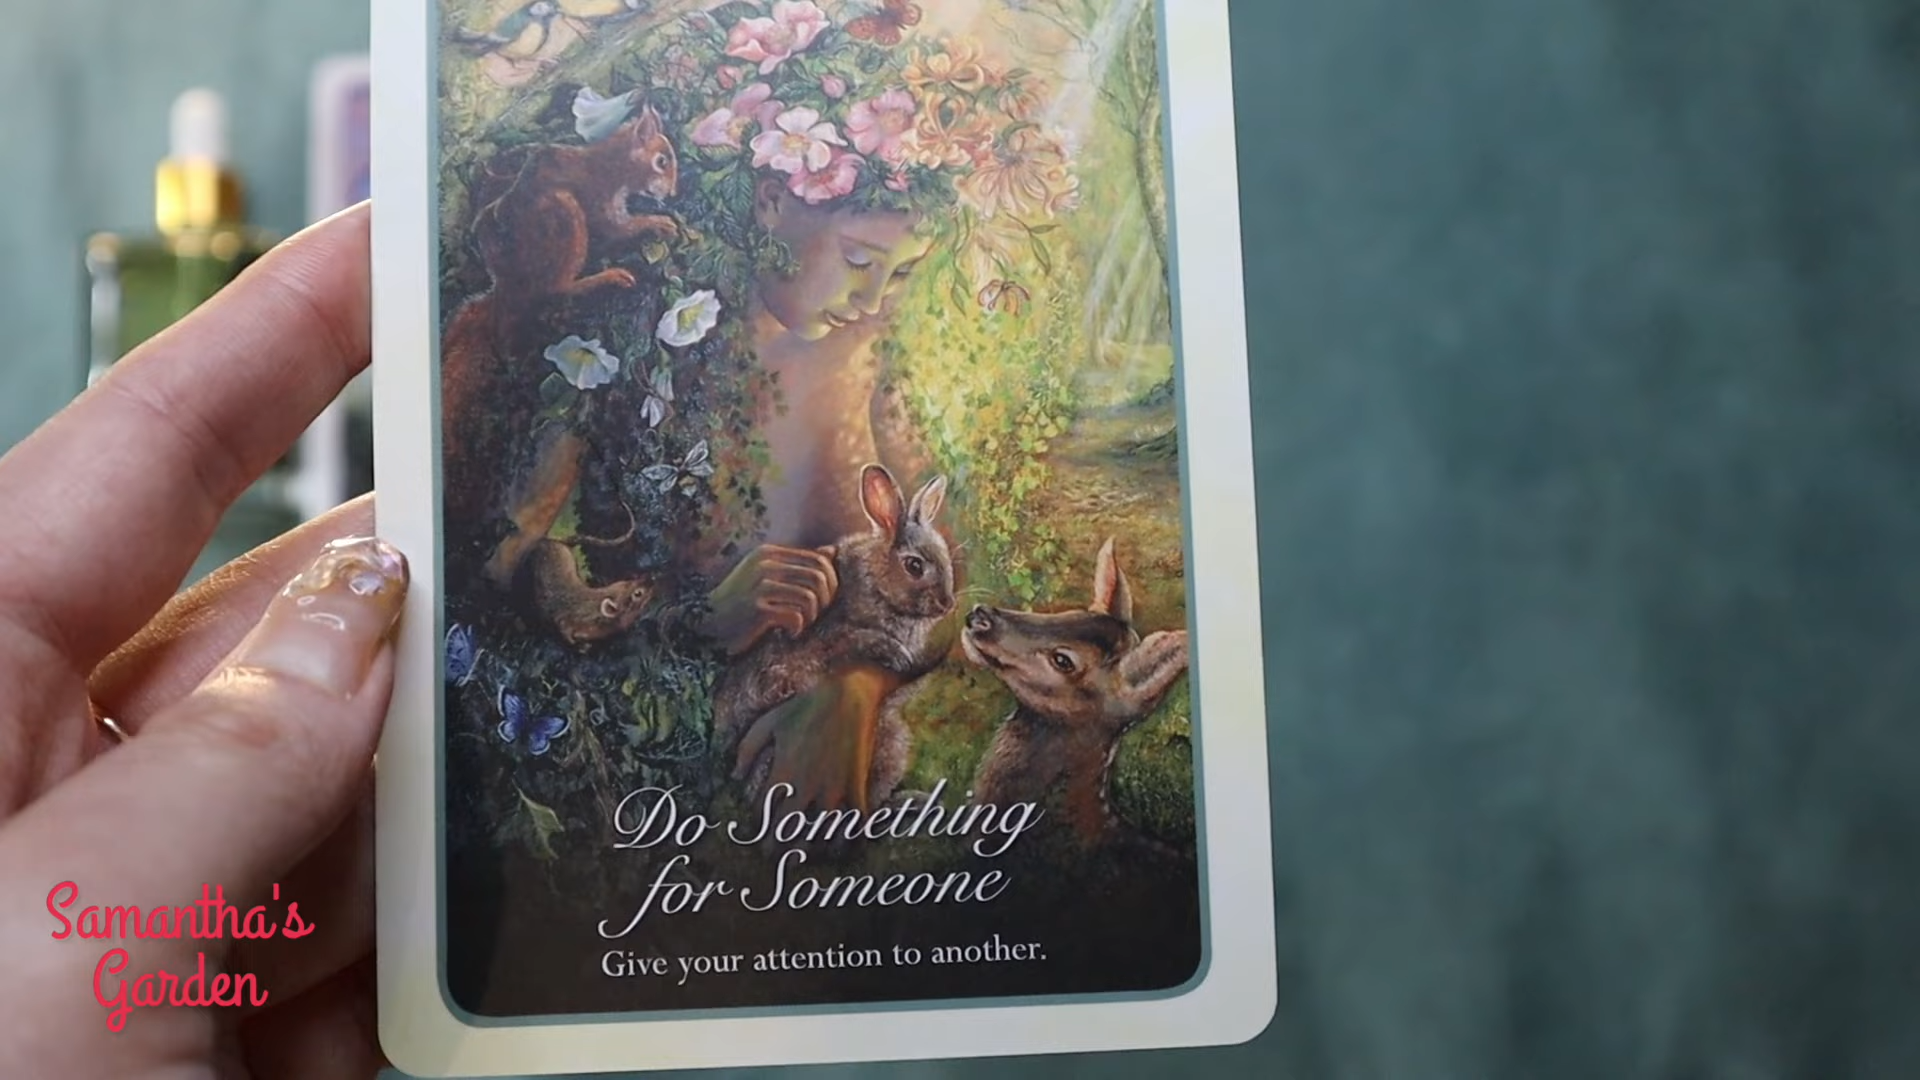 Do Something
for Someone
Give your attention to another.
Samantha's
Garden